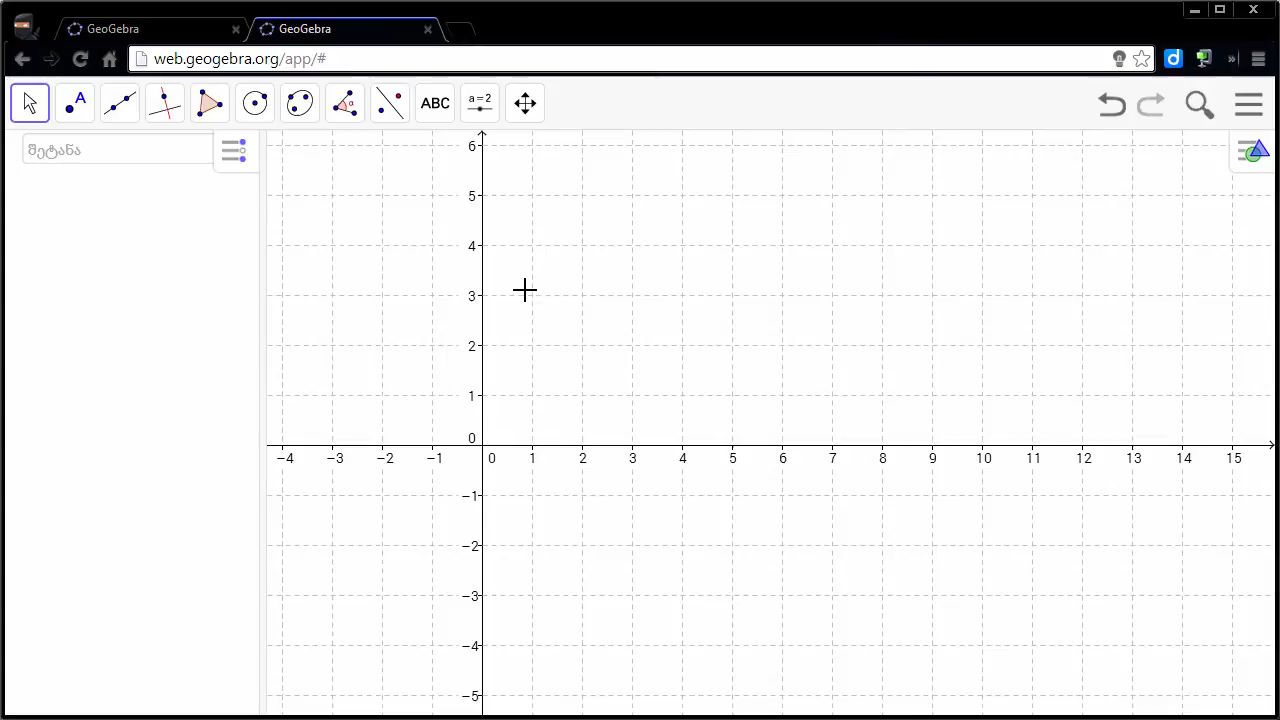 GeoGebra GeoGebra
web.geogebra.org/app/#
A α ABC a=2
შეტანა
6
5
4
3
2
1
0
−4 −3 −2 −1 0 1 2 3 4 5 6 7 8 9 10 11 12 13 14 15
−1
−2
−3
−4
−5